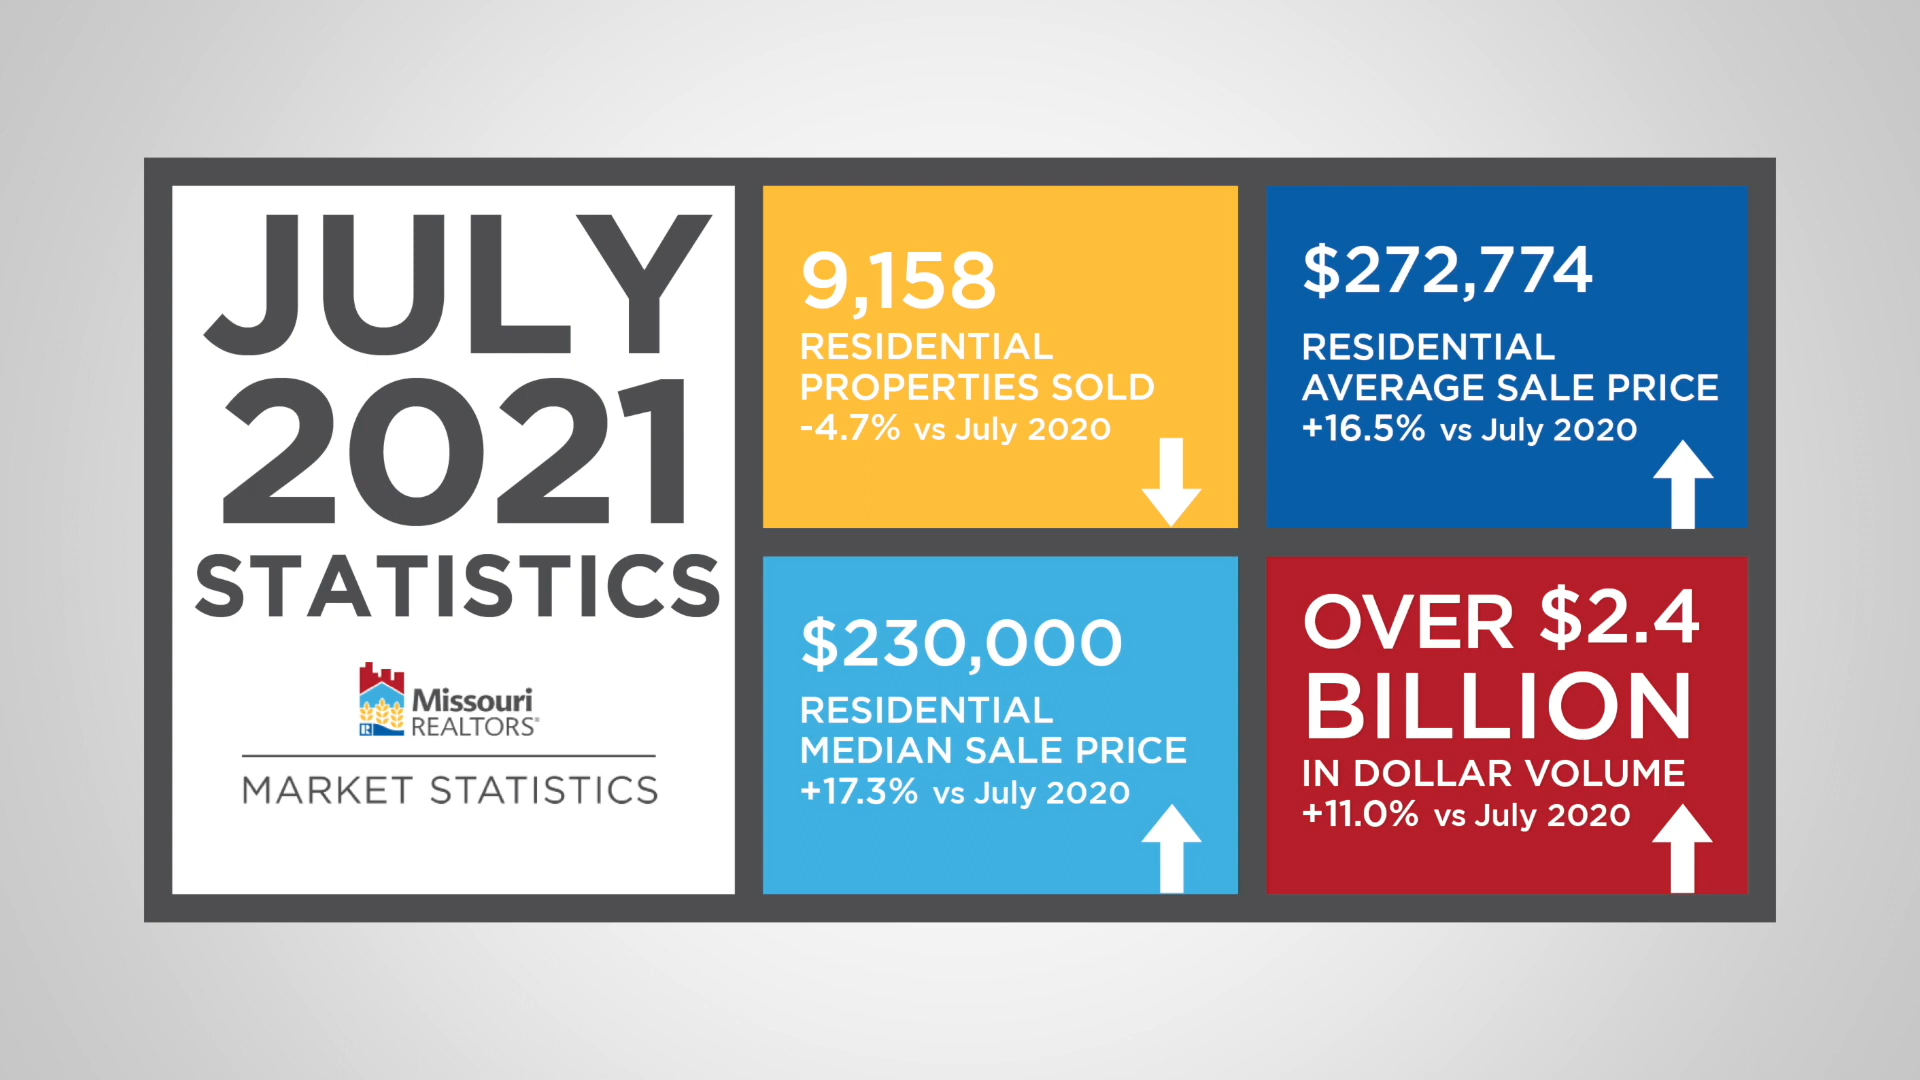 JULY
2021
STATISTICS
Missouri
REALTORS®
MARKET STATISTICS
9,158
RESIDENTIAL
PROPERTIES SOLD
-4.7% vs July 2020
$272,774
RESIDENTIAL
AVERAGE SALE PRICE
+16.5% vs July 2020
$230,000
RESIDENTIAL
MEDIAN SALE PRICE
+17.3% vs July 2020
OVER $2.4
BILLION
IN DOLLAR VOLUME
+11.0% vs July 2020